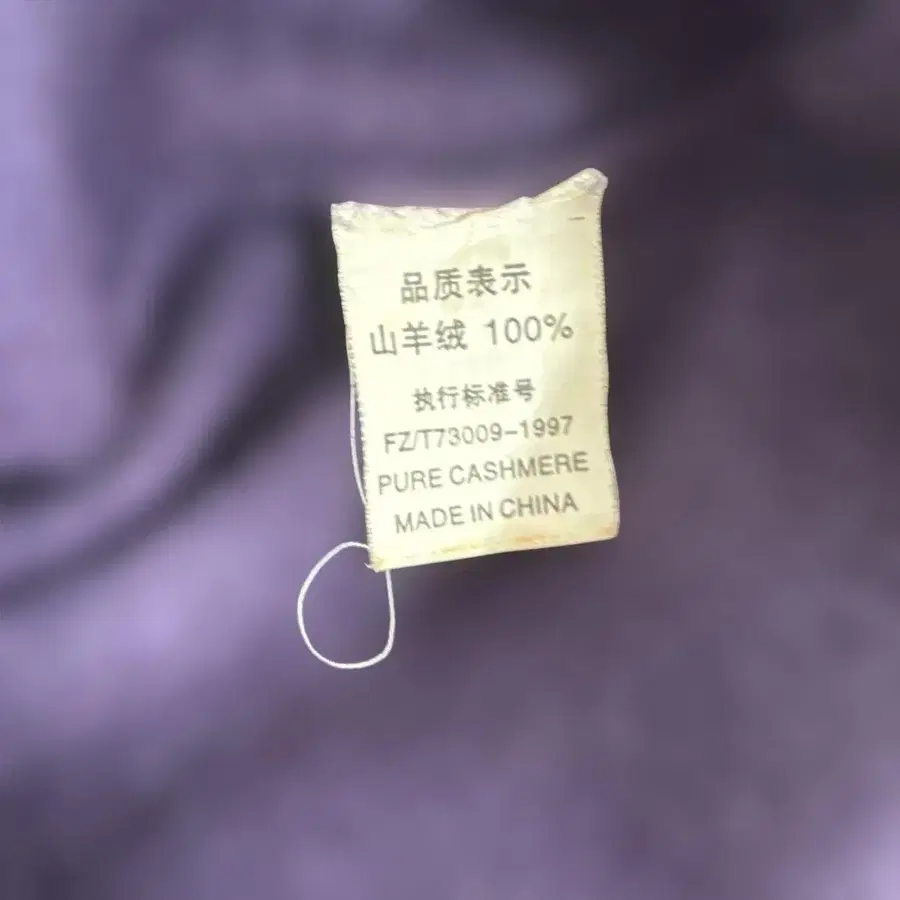 品质表示
山羊绒 100%
执行标准号
FZ/T73009-1997
PURE CASHMERE
MADE IN CHINA